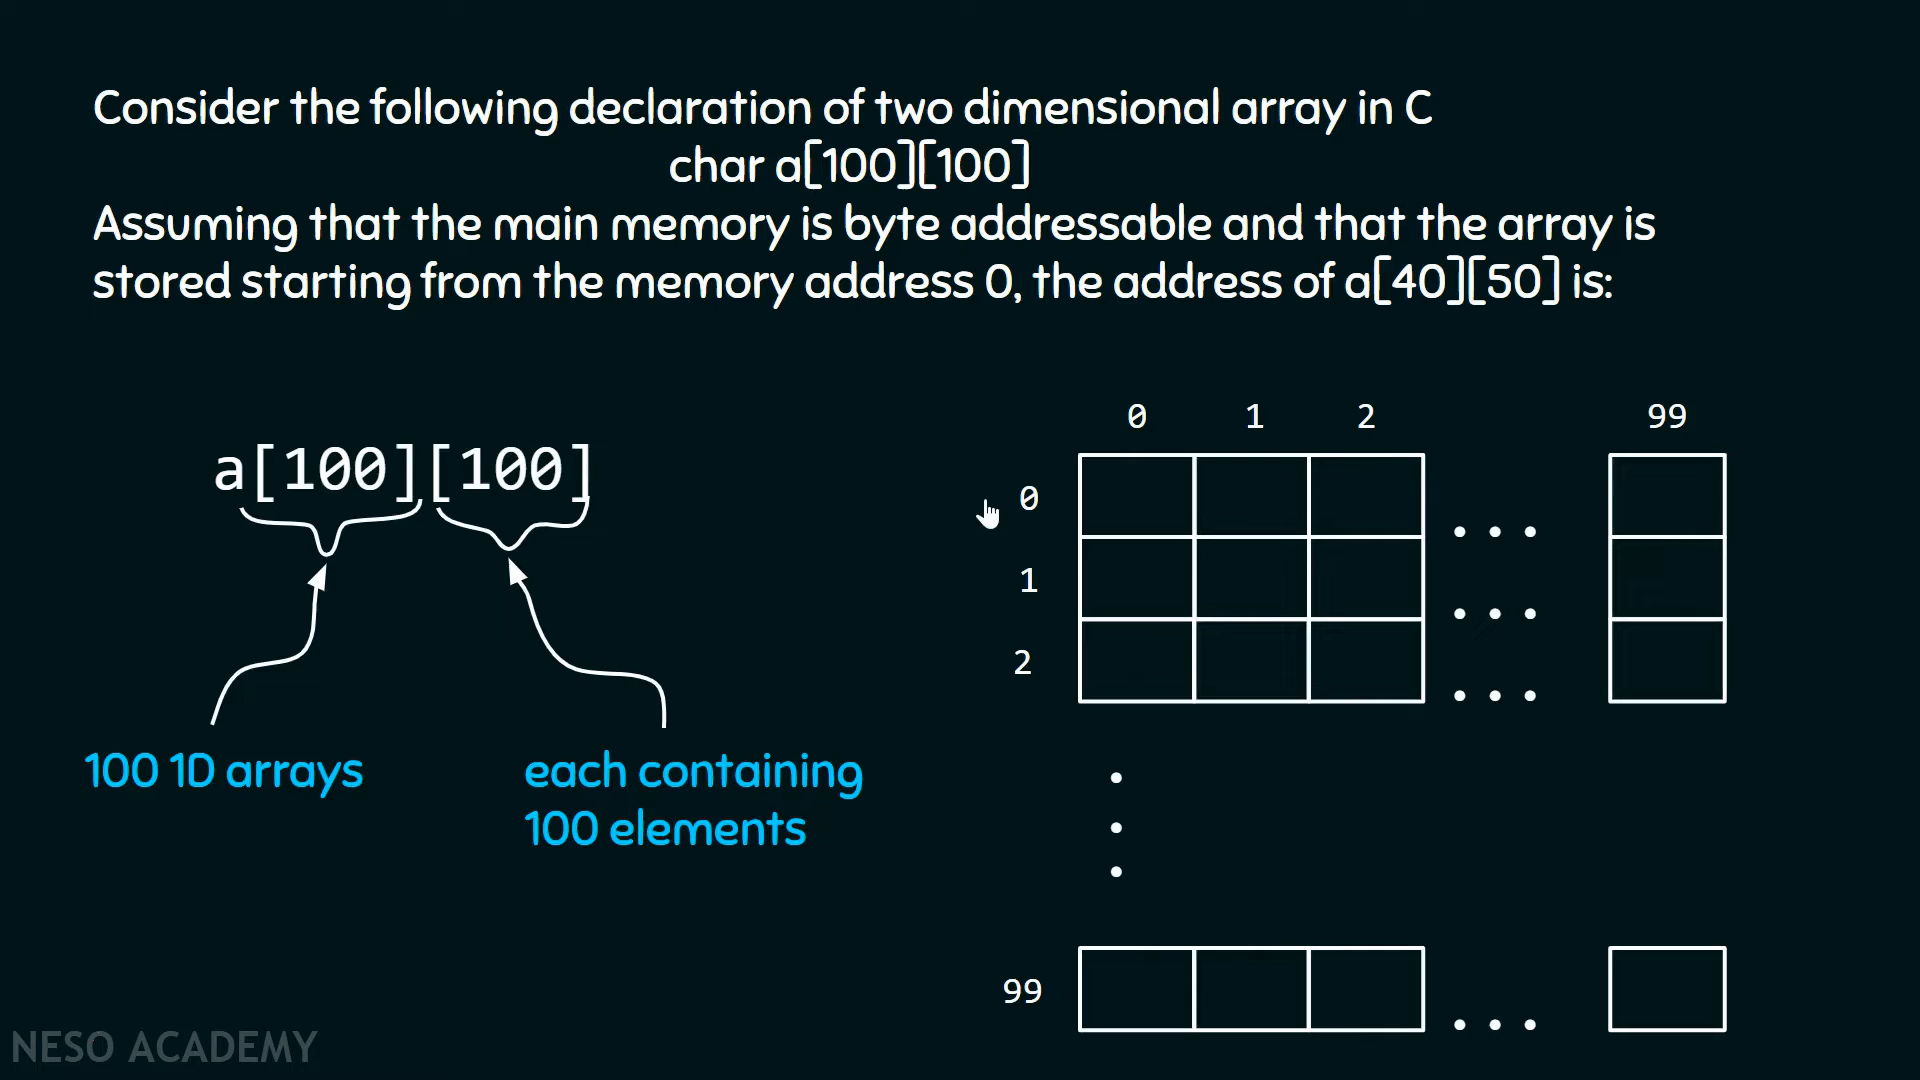 Consider the following declaration of two dimensional array in C
char a[100][100]
Assuming that the main memory is byte addressable and that the array is
stored starting from the memory address 0, the address of a[40][50] is:
a[100][100]
100 1D arrays
each containing
100 elements
0 1 2 99
0
1
2
99
NESO ACADEMY